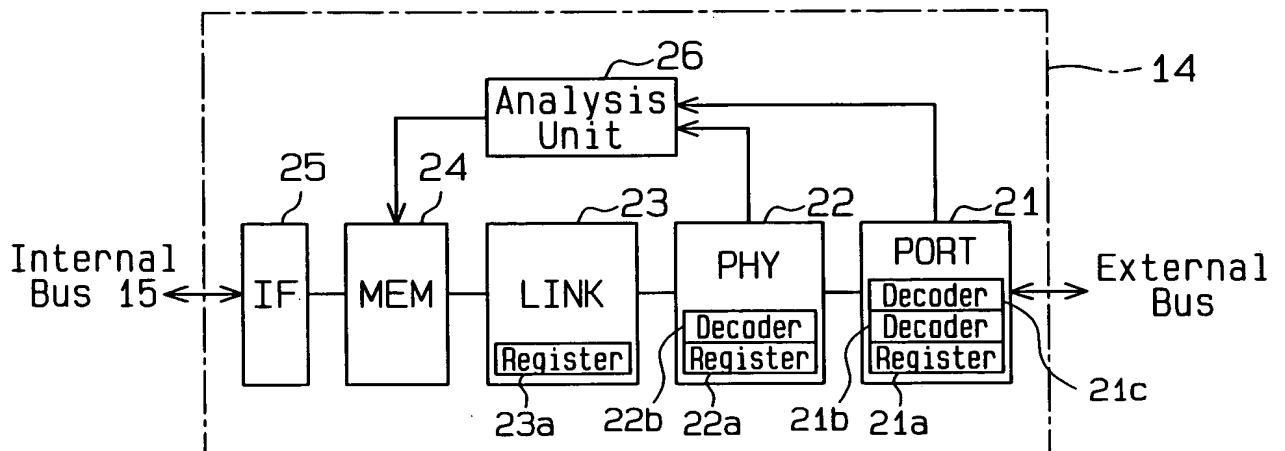 26
14
Analysis
Unit
25
24
23
22
21
Internal
Bus 15
IF
MEM
LINK
PHY
PORT
External
Bus
Decoder
Decoder
Decoder
Register
Register
Register
23a
22b
22a
21b
21a
21c